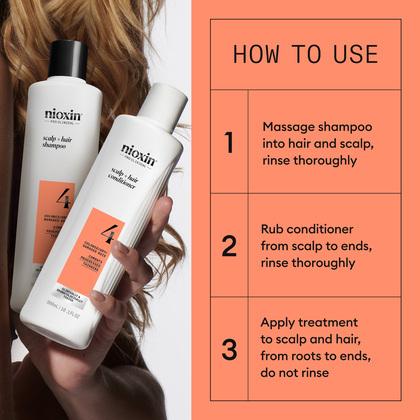 nioxin
scalp + hair
shampoo
4
nioxin
scalp + hair
conditioner
4
HOW TO USE
1
Massage shampoo
into hair and scalp,
rinse thoroughly
2
Rub conditioner
from scalp to ends,
rinse thoroughly
3
Apply treatment
to scalp and hair,
from roots to ends,
do not rinse